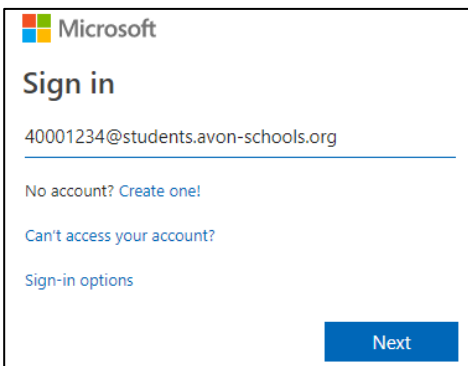 Microsoft
Sign in
40001234@students.avon-schools.org
No account? Create one!
Can't access your account?
Sign-in options
Next